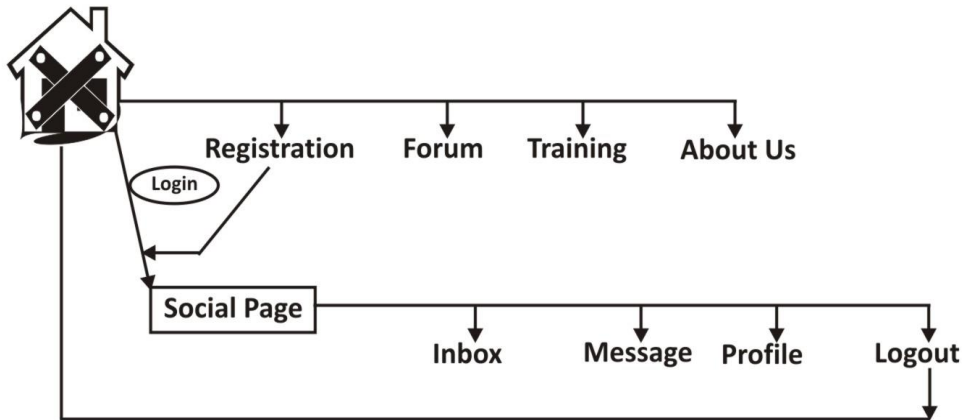 Registration Forum Training About Us
Login
Social Page
Inbox Message Profile Logout